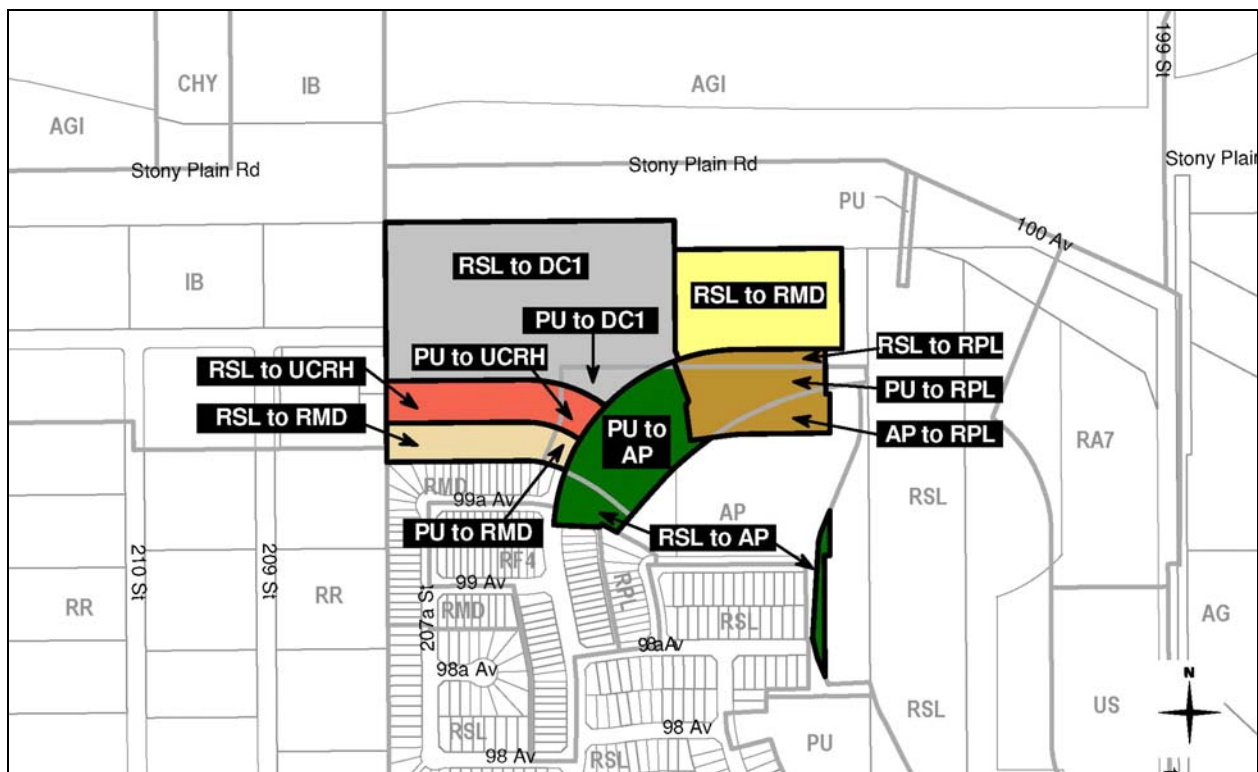 199 St
CHY
IB
AGI
AGI
Stony Plain Rd
Stony Plain Rd
Stony Plain
PU
100 Av
RSL to DC1
IB
RSL to RMD
PU to DC1
PU to UCRH
RSL to RPL
RSL to UCRH
PU to RPL
RSL to RMD
PU to
AP
AP to RPL
RA7
RMD
99a Av
RSL
AP
PU to RMD
RSL to AP
RF4
210 St
209 St
RR
RR
99 Av
RPL
207a St
RMD
RSL
AG
98a Av
98a Av
N
RSL
98 Av
RSL
US
98 Av
RSL
PU